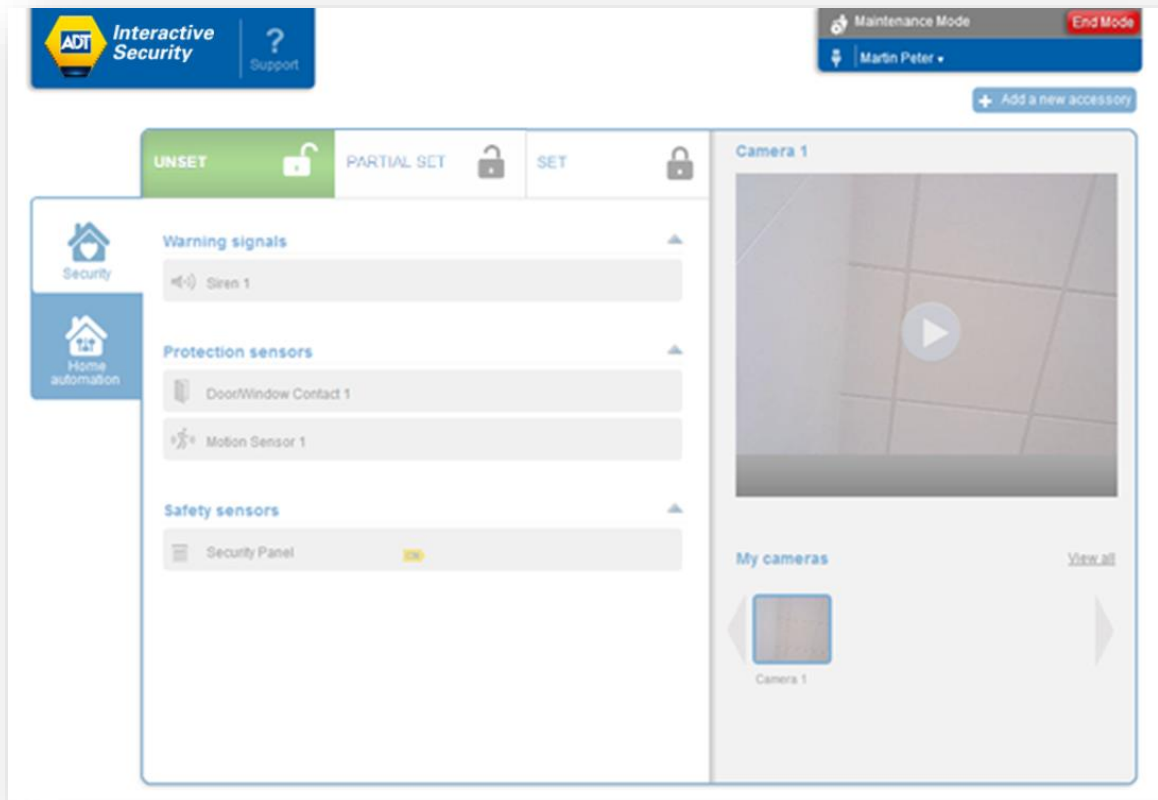 ADT
Interactive
Security
?
Support
Maintenance Mode
End Mode
Martin Peter
+ Add a new accessory
UNSET
PARTIAL SET
SET
Camera 1
Security
Home
automation
Warning signals
Siren 1
Protection sensors
Door/Window Contact 1
Motion Sensor 1
Safety sensors
Security Panel
My cameras
View all
Camera 1